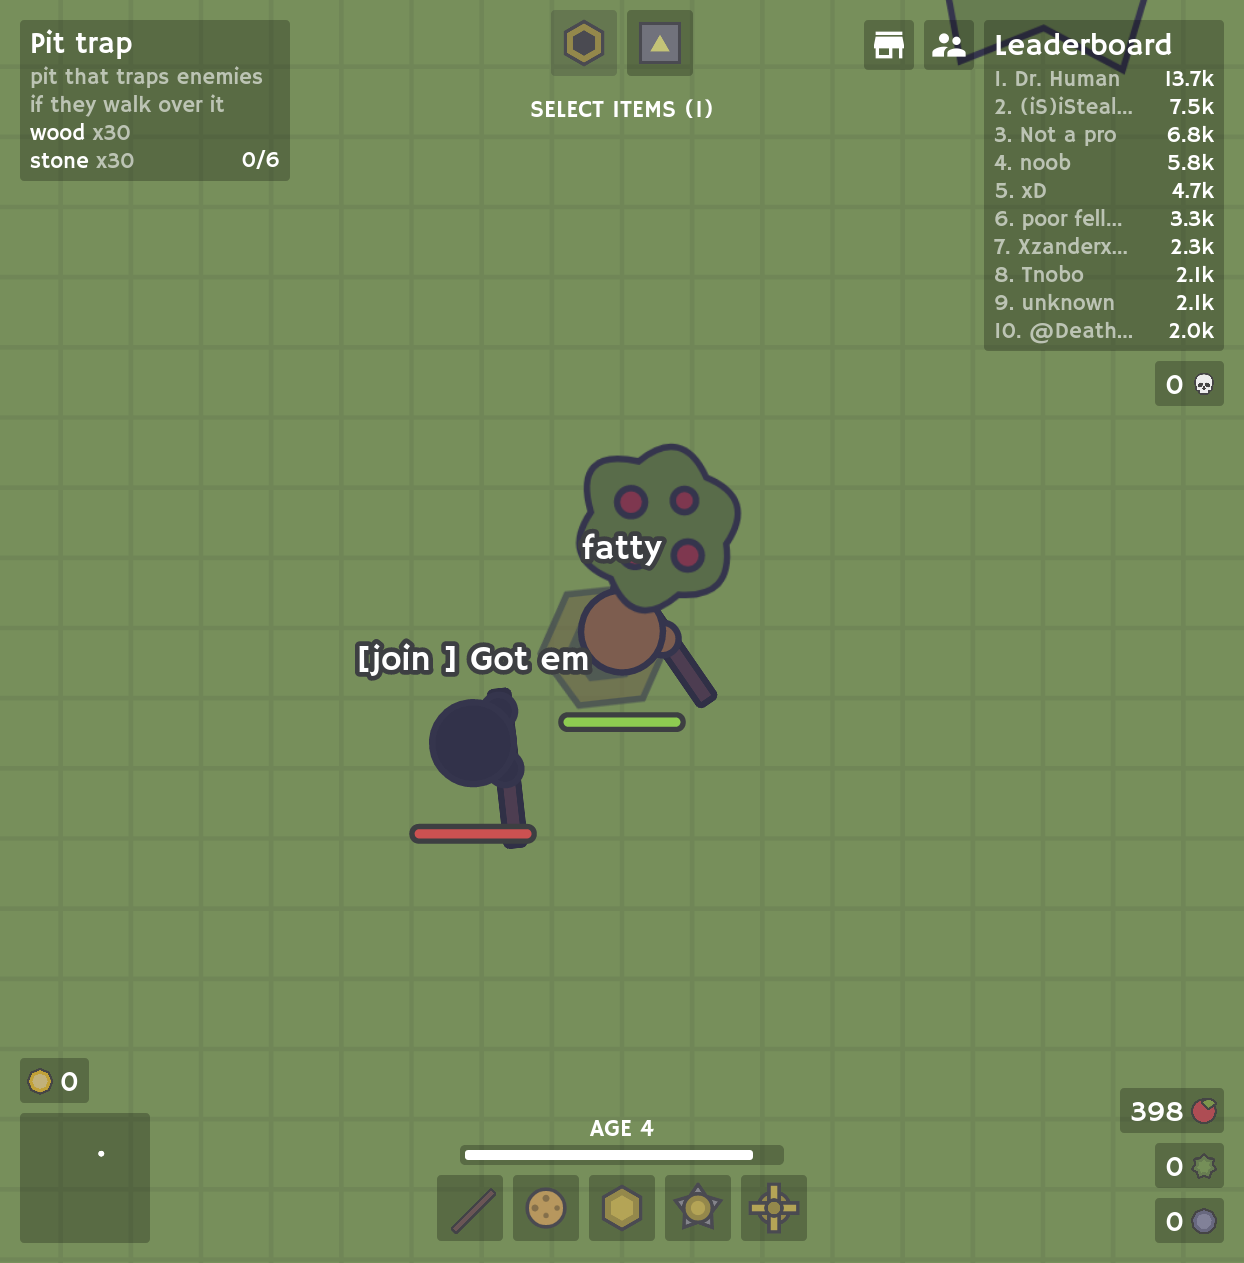 Pit trap
pit that traps enemies
if they walk over it
wood x30
stone x30 0/6
SELECT ITEMS (1)
Leaderboard
1. Dr. Human 13.7k
2. (iS)iSteal... 7.5k
3. Not a pro 6.8k
4. noob 5.8k
5. xD 4.7k
6. poor fell... 3.3k
7. Xzanderx... 2.3k
8. Tnobo 2.1k
9. unknown 2.1k
10. @Death... 2.0k
0
fatty
[join ] Got em
0
AGE 4
398
0
0